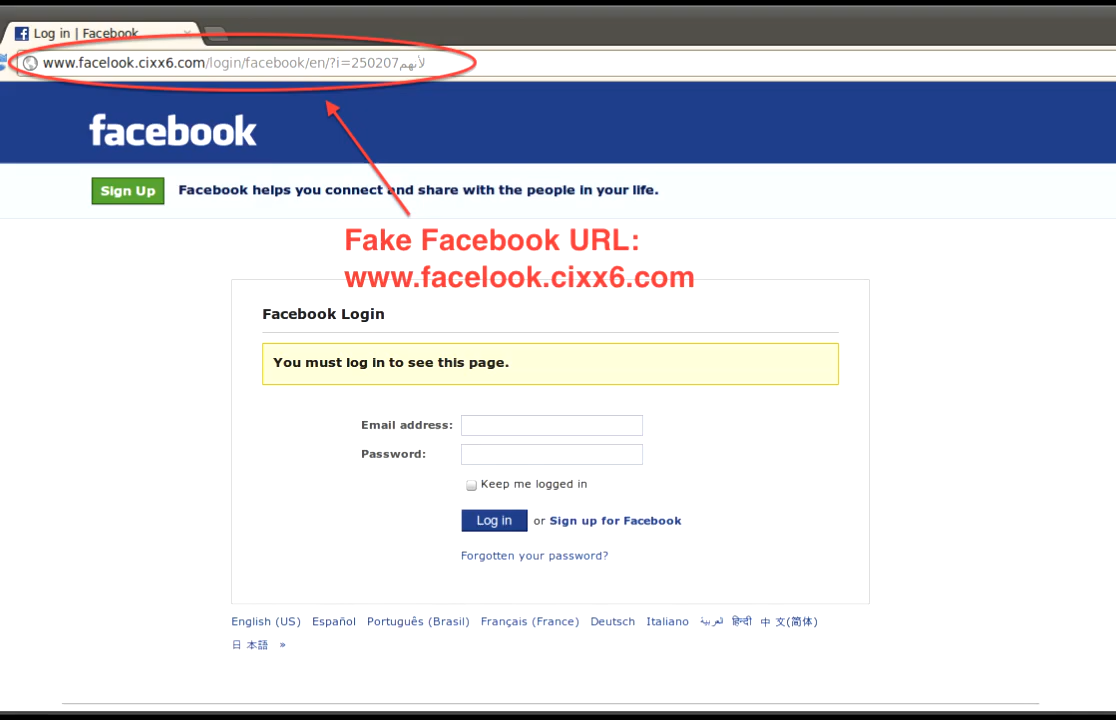 Log in | Facebook
www.facelook.cixx6.com/login/facebook/en/?i=250207لأنهم
facebook
Sign Up Facebook helps you connect and share with the people in your life.
Fake Facebook URL:
www.facelook.cixx6.com
Facebook Login
You must log in to see this page.
Email address:
Password:
Keep me logged in
Log in or Sign up for Facebook
Forgotten your password?
English (US) Español Português (Brasil) Français (France) Deutsch Italiano العربية हिन्दी 中文(简体)
日本語 »